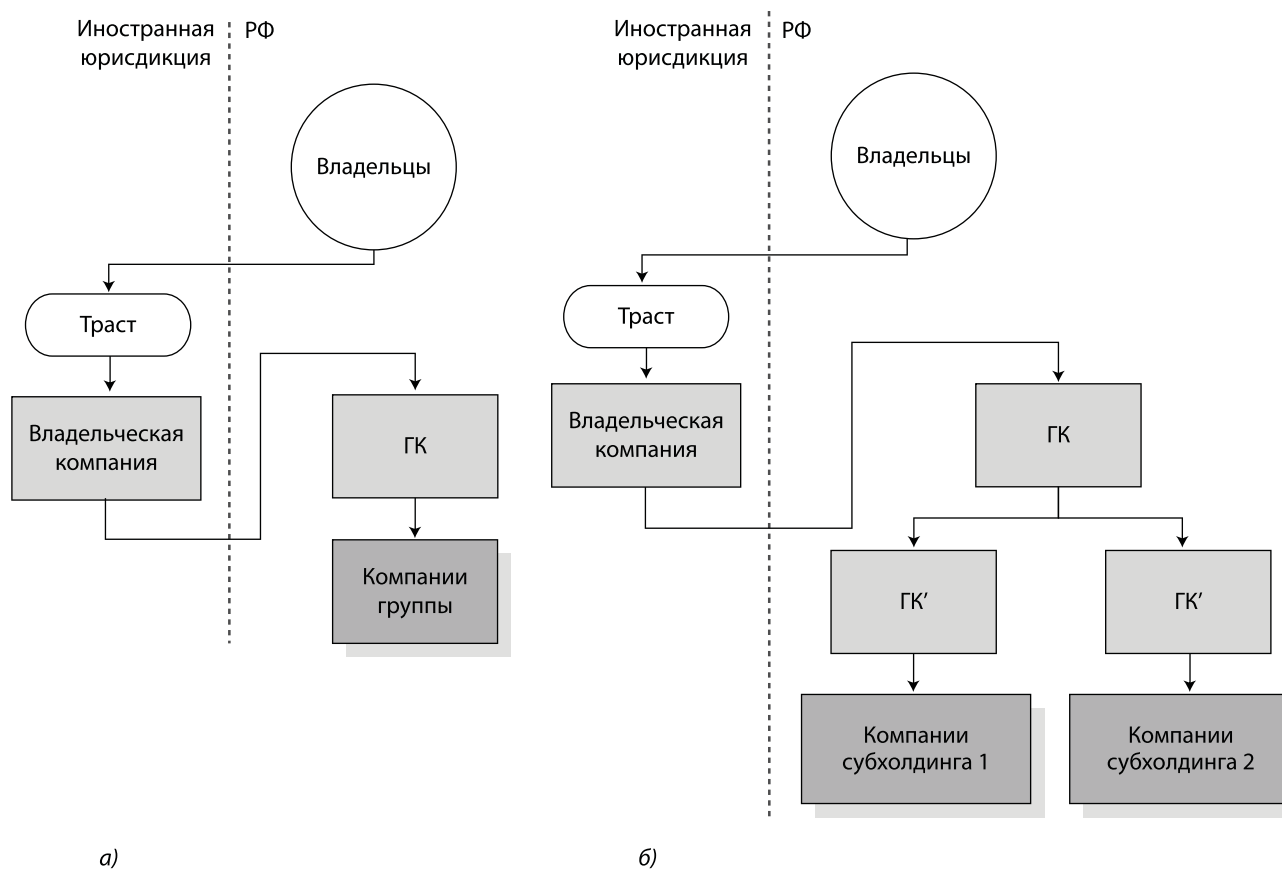 Иностранная
юрисдикция
РФ
Владельцы
Траст
Владельческая
компания
ГК
Компании
группы
а)
Иностранная
юрисдикция
РФ
Владельцы
Траст
Владельческая
компания
ГК
ГК’
ГК’
Компании
субхолдинга 1
Компании
субхолдинга 2
б)